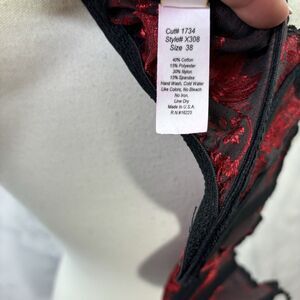 Cut# 1734
Style# X308
Size 38
40% Cotton
15% Polyester
30% Nylon
15% Spandex
Hand Wash, Cold Water
Like Colors, No Bleach
No Iron,
Line Dry
Made In U.S.A.
R.N.#16223